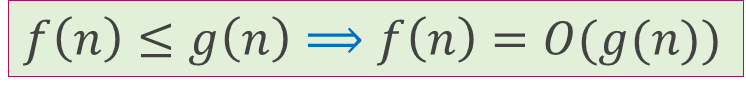 f(n) ≤ g(n) ⟹ f(n) = O(g(n))